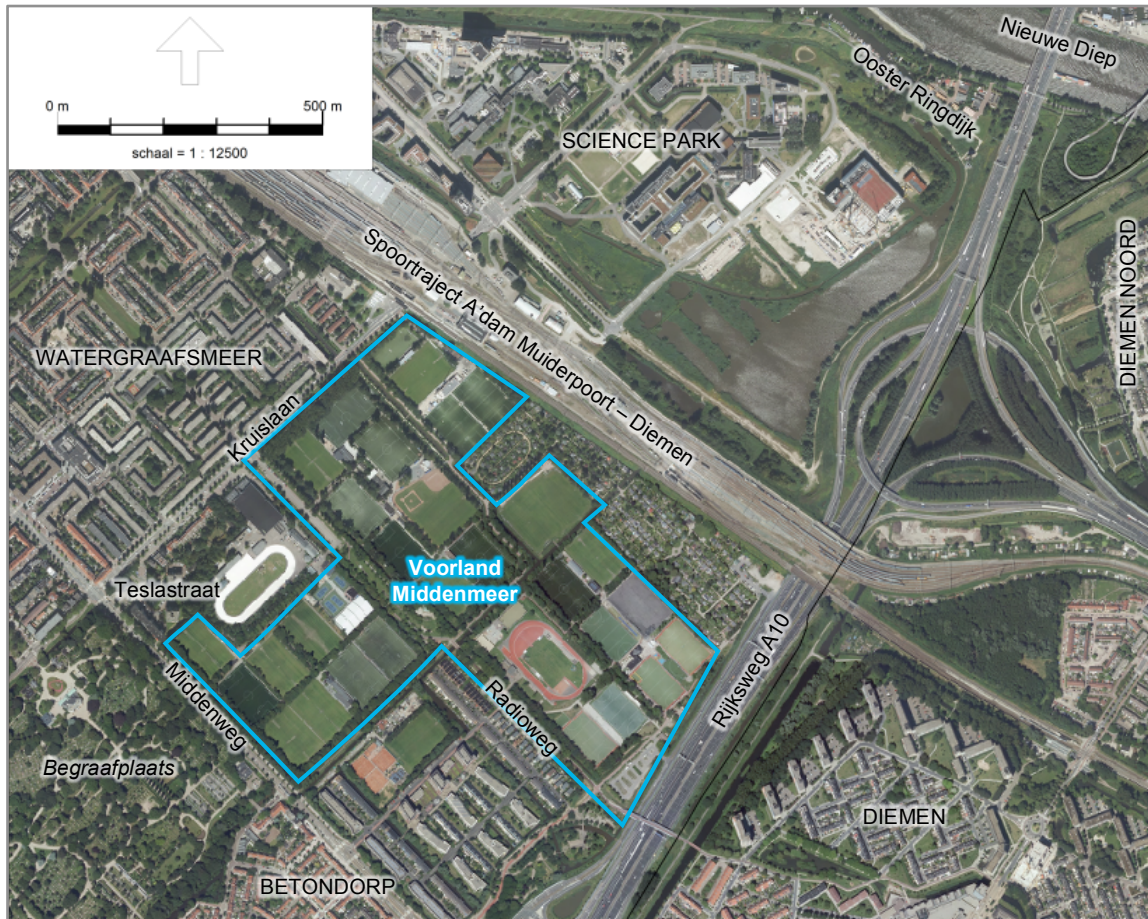 0 m
500 m
schaal = 1 : 12500
Nieuwe Diep
Ooster Ringdijk
SCIENCE PARK
DIEMEN NOORD
Spoortraject A'dam Muiderpoort – Diemen
WATERGRAAFSMEER
Kruislaan
Voorland
Middenmeer
Teslastraat
Middenweg
Radioweg
Rijksweg A10
Begraafplaats
DIEMEN
BETONDORP